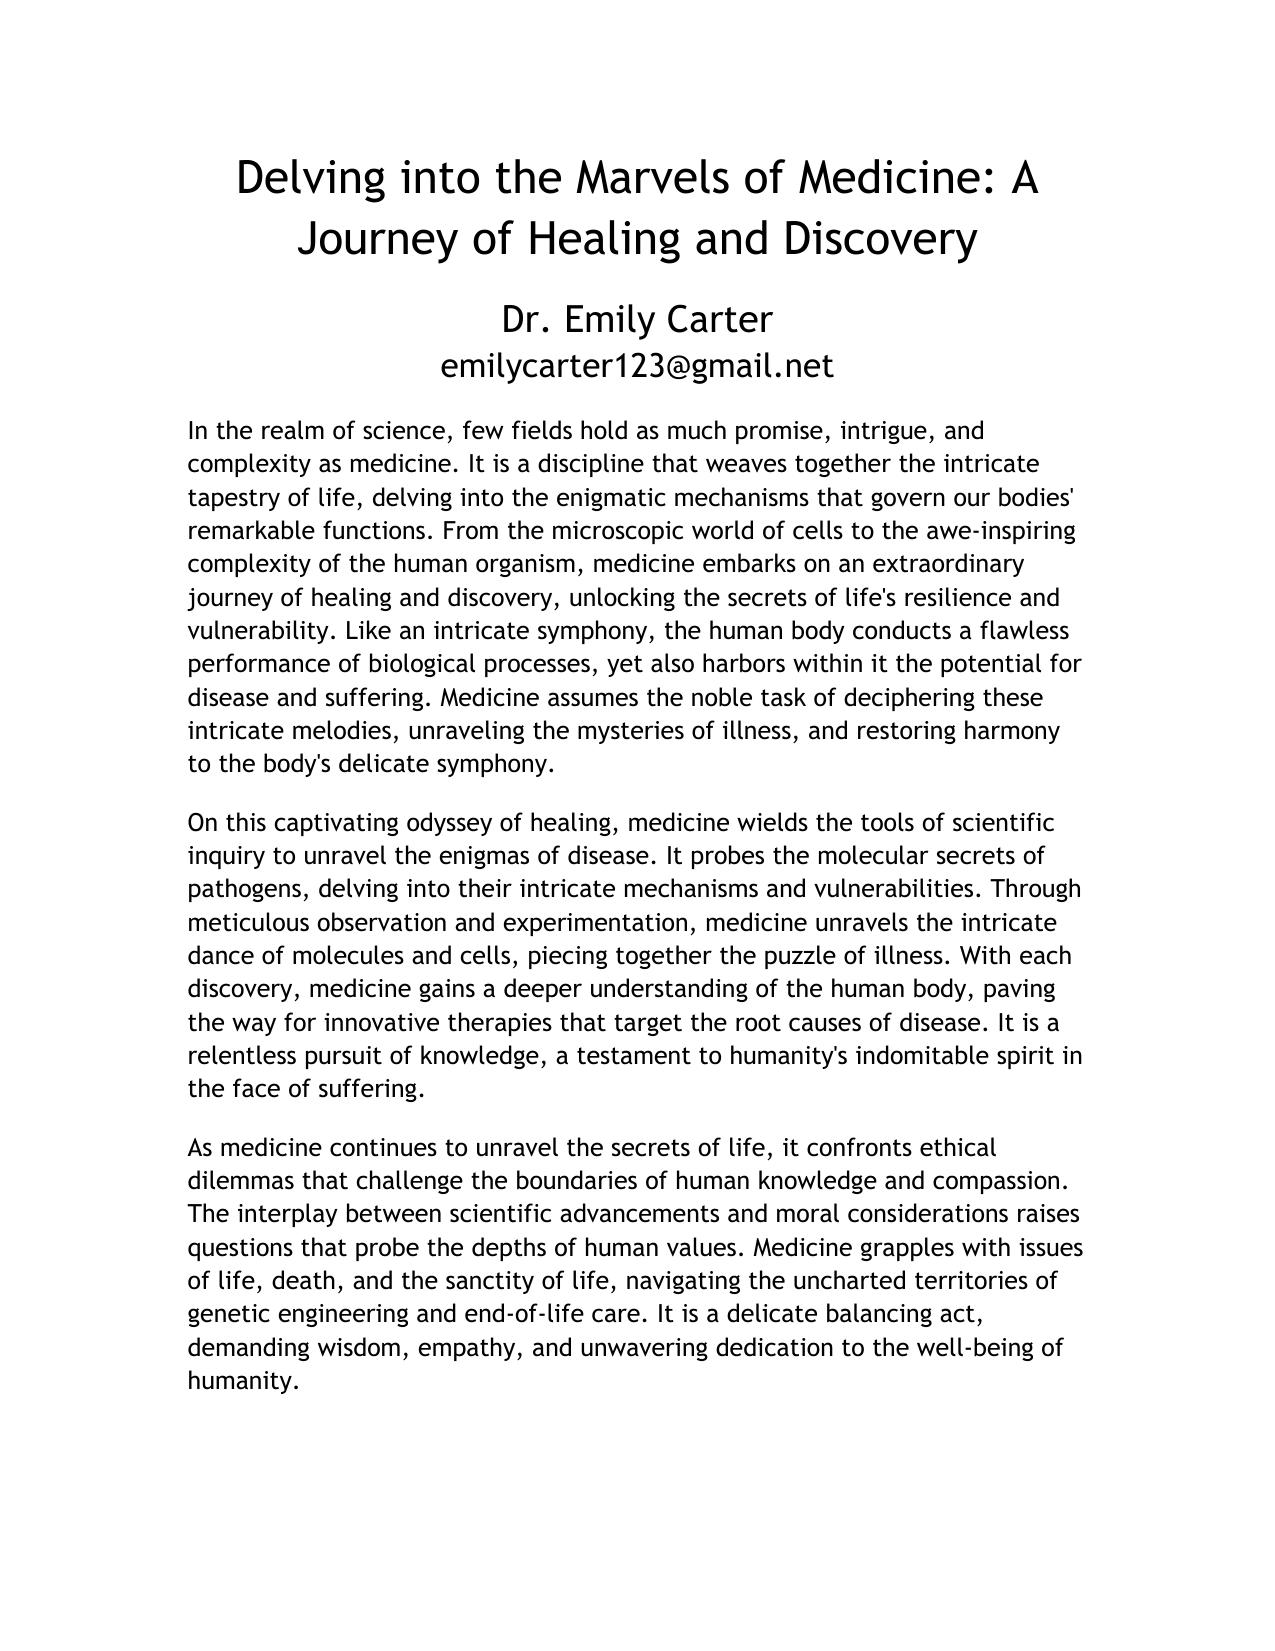 Delving into the Marvels of Medicine: A
Journey of Healing and Discovery
Dr. Emily Carter
emilycarter123@gmail.net
In the realm of science, few fields hold as much promise, intrigue, and
complexity as medicine. It is a discipline that weaves together the intricate
tapestry of life, delving into the enigmatic mechanisms that govern our bodies'
remarkable functions. From the microscopic world of cells to the awe-inspiring
complexity of the human organism, medicine embarks on an extraordinary
journey of healing and discovery, unlocking the secrets of life's resilience and
vulnerability. Like an intricate symphony, the human body conducts a flawless
performance of biological processes, yet also harbors within it the potential for
disease and suffering. Medicine assumes the noble task of deciphering these
intricate melodies, unraveling the mysteries of illness, and restoring harmony
to the body's delicate symphony.
On this captivating odyssey of healing, medicine wields the tools of scientific
inquiry to unravel the enigmas of disease. It probes the molecular secrets of
pathogens, delving into their intricate mechanisms and vulnerabilities. Through
meticulous observation and experimentation, medicine unravels the intricate
dance of molecules and cells, piecing together the puzzle of illness. With each
discovery, medicine gains a deeper understanding of the human body, paving
the way for innovative therapies that target the root causes of disease. It is a
relentless pursuit of knowledge, a testament to humanity's indomitable spirit in
the face of suffering.
As medicine continues to unravel the secrets of life, it confronts ethical
dilemmas that challenge the boundaries of human knowledge and compassion.
The interplay between scientific advancements and moral considerations raises
questions that probe the depths of human values. Medicine grapples with issues
of life, death, and the sanctity of life, navigating the uncharted territories of
genetic engineering and end-of-life care. It is a delicate balancing act,
demanding wisdom, empathy, and unwavering dedication to the well-being of
humanity.